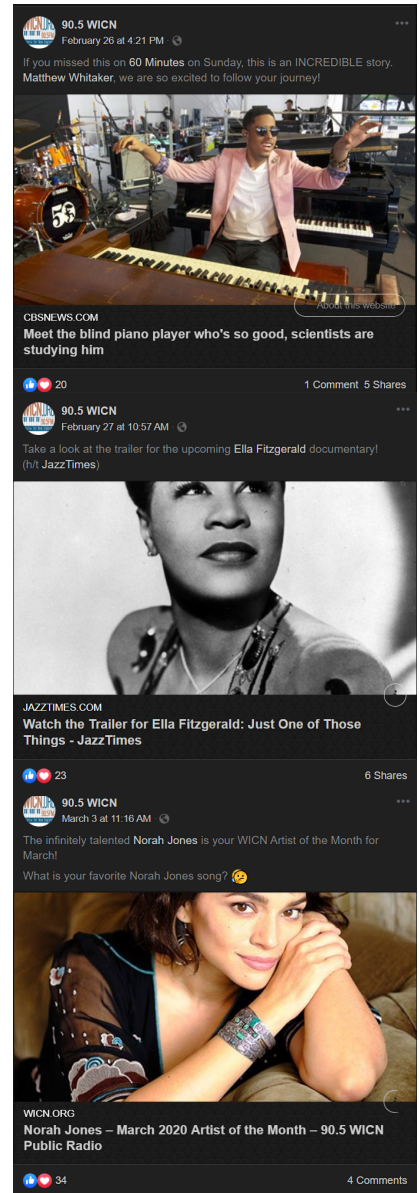 90.5 WICN
February 26 at 4:21 PM ·
If you missed this on 60 Minutes on Sunday, this is an INCREDIBLE story.
Matthew Whitaker, we are so excited to follow your journey!
About this website
CBSNEWS.COM
Meet the blind piano player who's so good, scientists are
studying him
20
1 Comment 5 Shares
90.5 WICN
February 27 at 10:57 AM ·
Take a look at the trailer for the upcoming Ella Fitzgerald documentary!
(h/t JazzTimes)
JAZZTIMES.COM
Watch the Trailer for Ella Fitzgerald: Just One of Those
Things - JazzTimes
23
6 Shares
90.5 WICN
March 3 at 11:16 AM ·
The infinitely talented Norah Jones is your WICN Artist of the Month for
March!
What is your favorite Norah Jones song?
WICN.ORG
Norah Jones – March 2020 Artist of the Month – 90.5 WICN
Public Radio
34
4 Comments